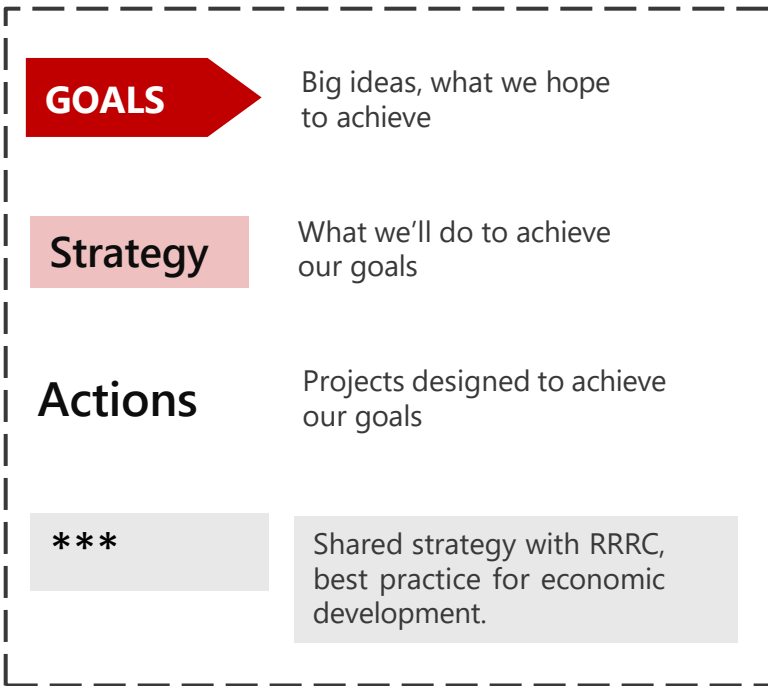 GOALS
Big ideas, what we hope
to achieve
Strategy
What we'll do to achieve
our goals
Actions
Projects designed to achieve
our goals
***
Shared strategy with RRRC,
best practice for economic
development.